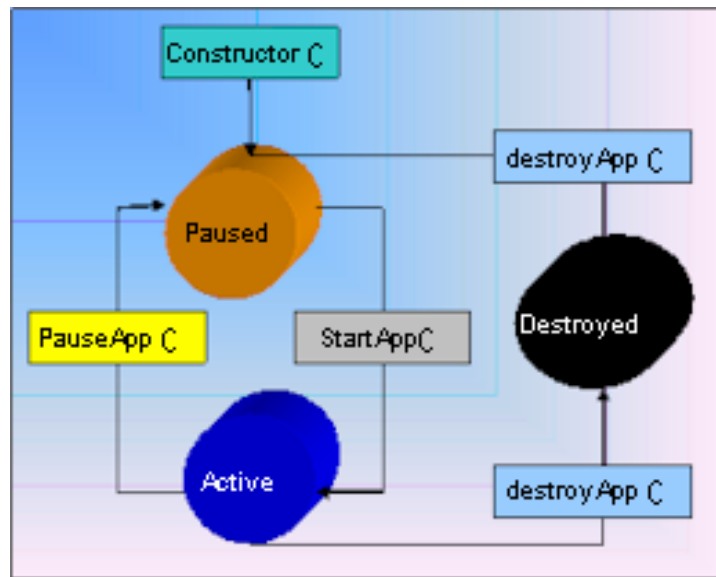 Constructor (
destroyApp (
Paused
PauseApp (
StartApp(
Destroyed
Active
destroyApp (